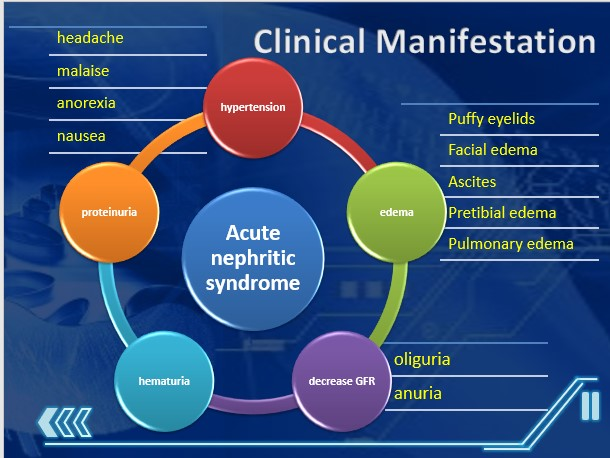 Clinical Manifestation
headache
malaise
anorexia
nausea
hypertension
Puffy eyelids
Facial edema
Ascites
Pretibial edema
Pulmonary edema
proteinuria
edema
Acute
nephritic
syndrome
hematuria
decrease GFR
oliguria
anuria